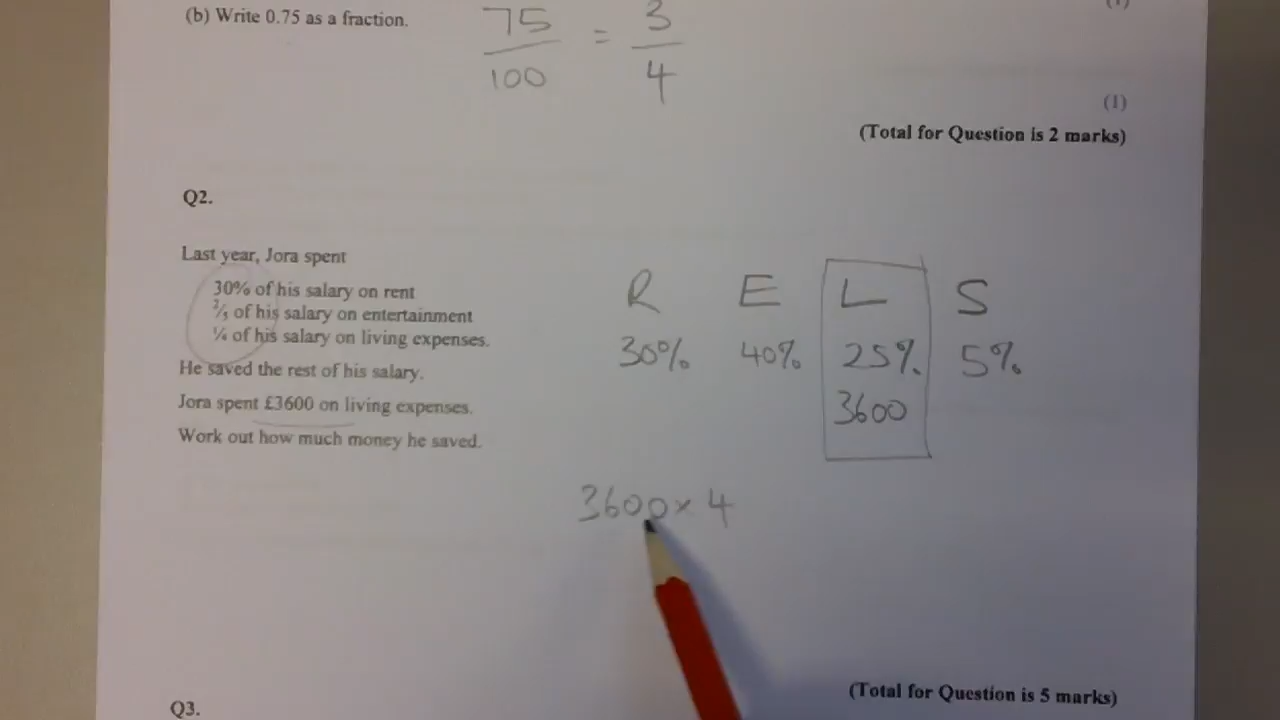 (1)
(b) Write 0.75 as a fraction.
75/100 = 3/4
(1)
(Total for Question is 2 marks)
Q2.
Last year, Jora spent
30% of his salary on rent
2/5 of his salary on entertainment
¼ of his salary on living expenses.
He saved the rest of his salary.
Jora spent £3600 on living expenses.
Work out how much money he saved.
R E L S
30% 40% 25% 5%
3600
3600 × 4
(Total for Question is 5 marks)
Q3.